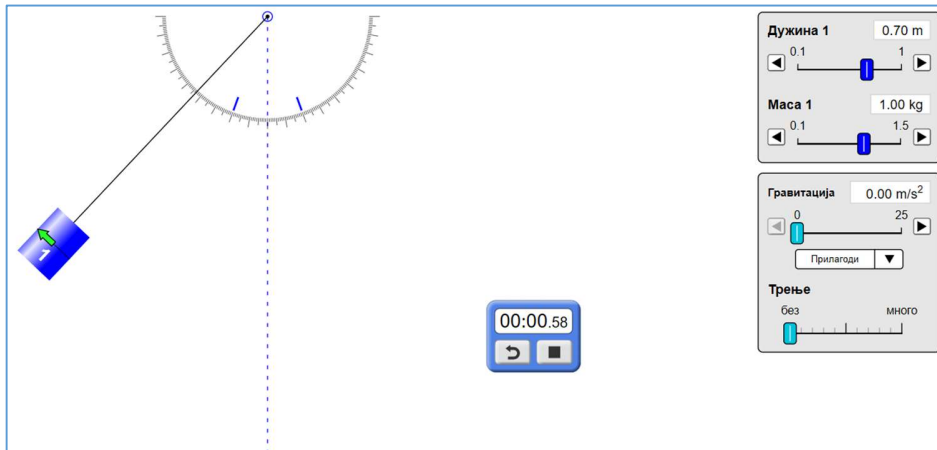 Дужина 1 0.70 m
0.1 1
Маса 1 1.00 kg
0.1 1.5
Гравитација 0.00 m/s²
0 25
Прилагоди
Трење
без много
1
00:00.58